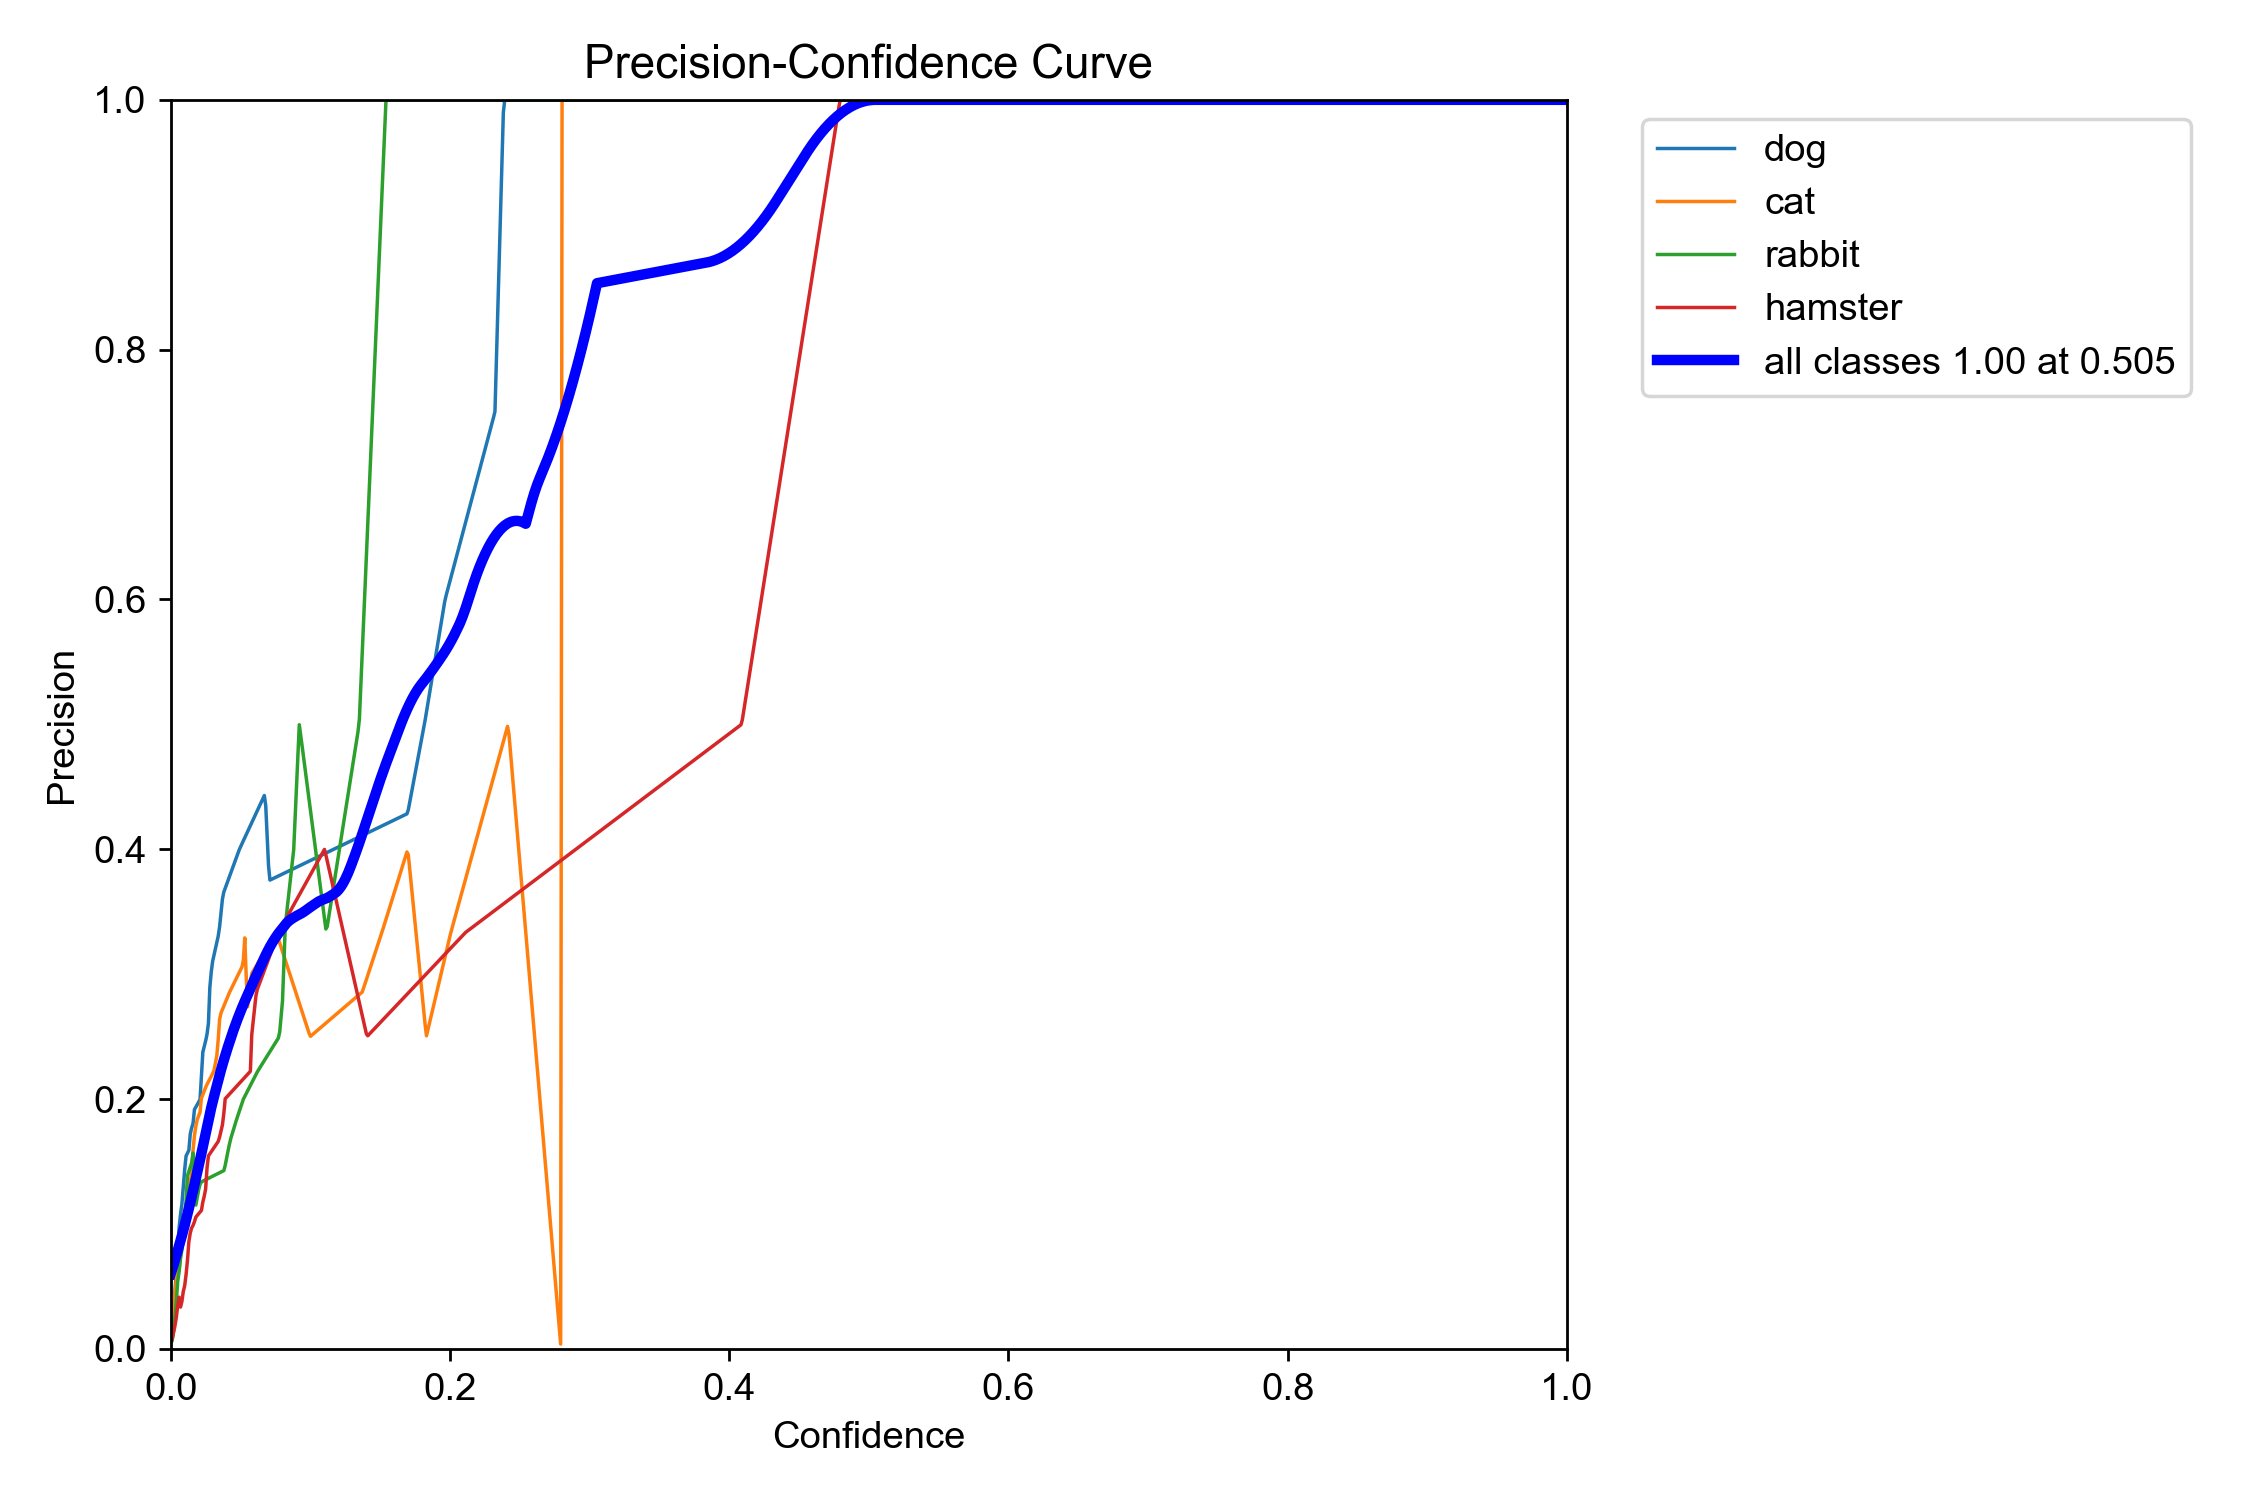 Precision-Confidence Curve
1.0
0.8
0.6
0.4
0.2
0.0
Precision
0.0 0.2 0.4 0.6 0.8 1.0
Confidence
dog
cat
rabbit
hamster
all classes 1.00 at 0.505